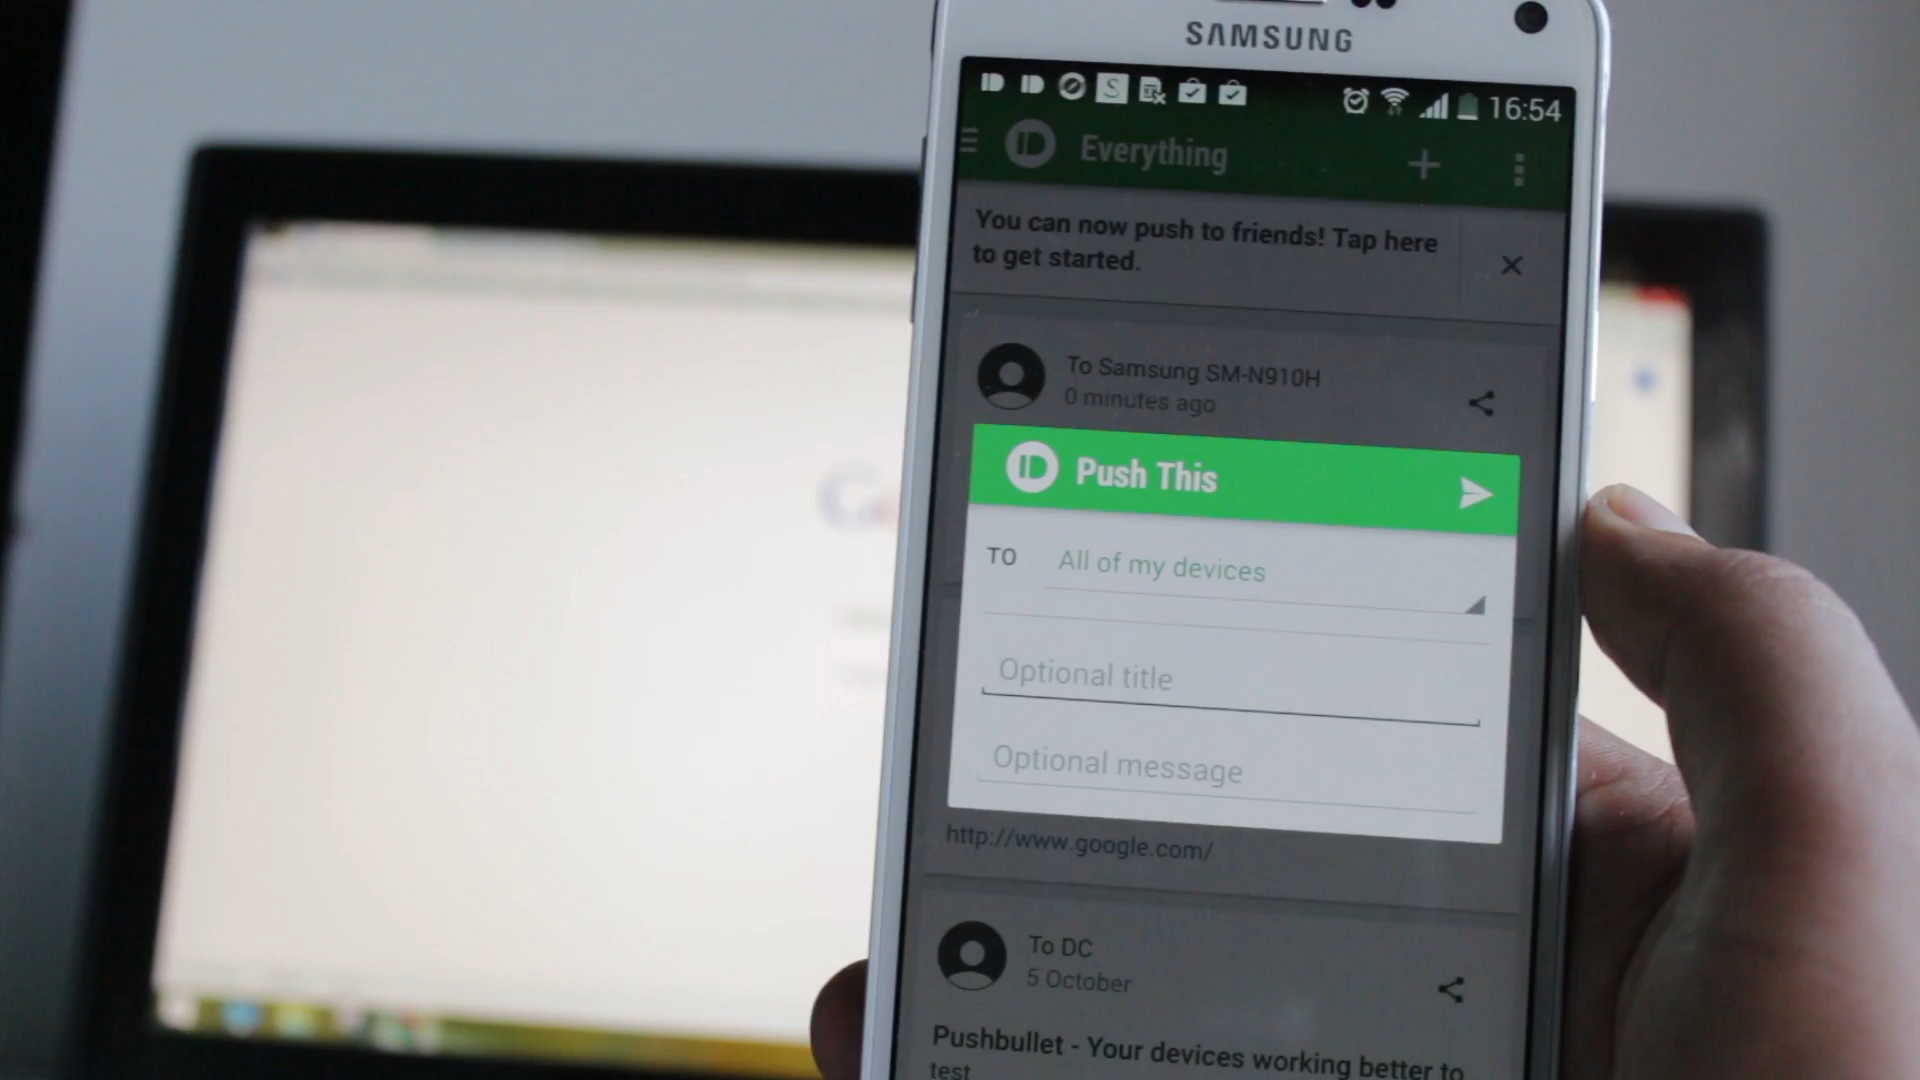 SAMSUNG
16:54
Everything
You can now push to friends! Tap here
to get started.
To Samsung SM-N910H
0 minutes ago
Push This
TO
All of my devices
Optional title
Optional message
http://www.google.com/
To DC
5 October
Pushbullet - Your devices working better to
test